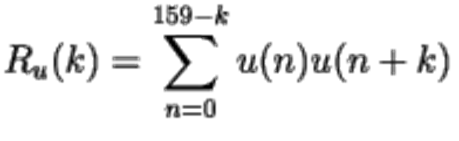 R_u(k) = \sum_{n=0}^{159-k} u(n)u(n+k)